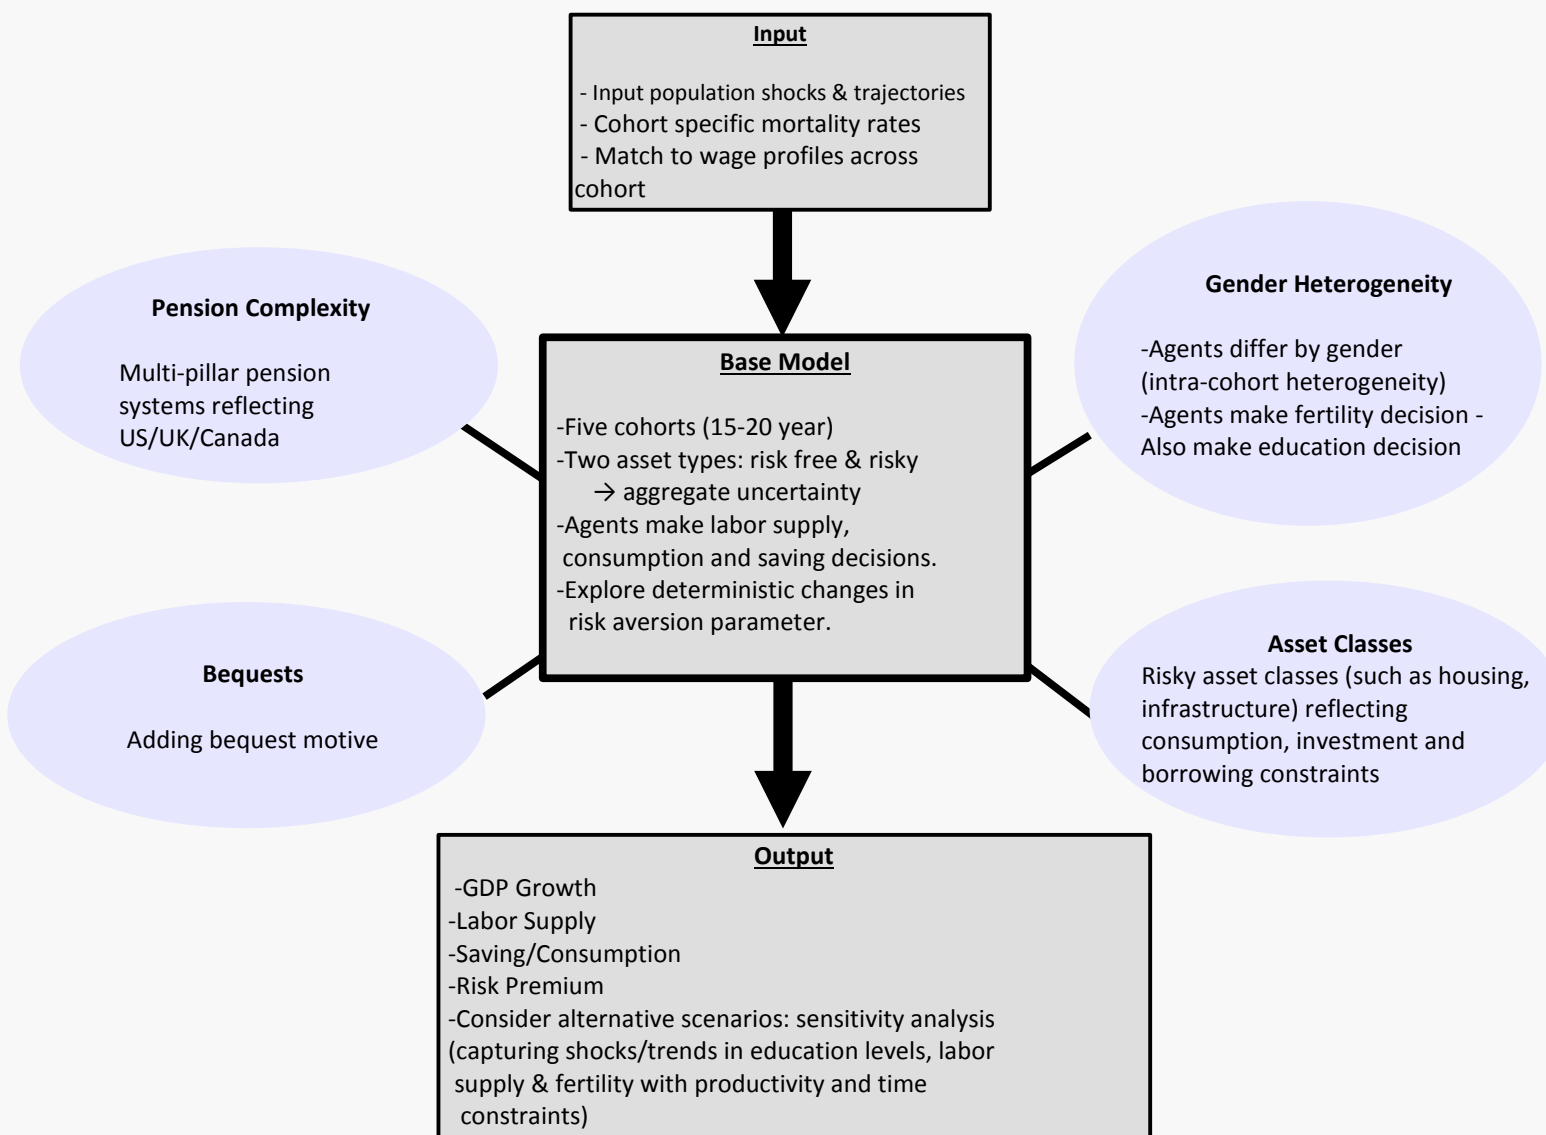 Input
- Input population shocks & trajectories
- Cohort specific mortality rates
- Match to wage profiles across
cohort
Pension Complexity
Multi-pillar pension
systems reflecting
US/UK/Canada
Gender Heterogeneity
-Agents differ by gender
(intra-cohort heterogeneity)
-Agents make fertility decision -
Also make education decision
Base Model
-Five cohorts (15-20 year)
-Two asset types: risk free & risky
→ aggregate uncertainty
-Agents make labor supply,
consumption and saving decisions.
-Explore deterministic changes in
risk aversion parameter.
Bequests
Adding bequest motive
Asset Classes
Risky asset classes (such as housing,
infrastructure) reflecting
consumption, investment and
borrowing constraints
Output
-GDP Growth
-Labor Supply
-Saving/Consumption
-Risk Premium
-Consider alternative scenarios: sensitivity analysis
(capturing shocks/trends in education levels, labor
supply & fertility with productivity and time
constraints)